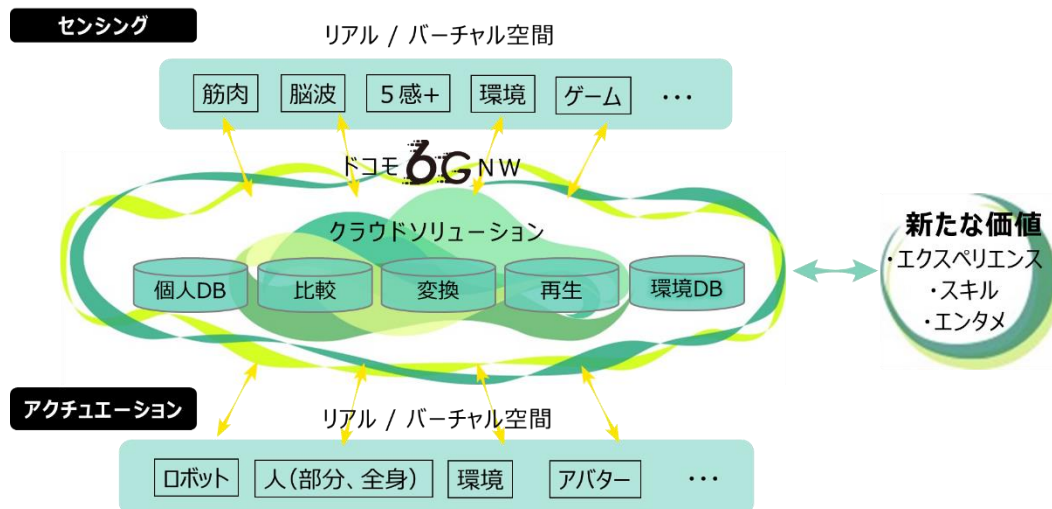 センシング
リアル / バーチャル空間
筋肉 脳波 5感+ 環境 ゲーム ・・・
ドコモ 6G NW
クラウドソリューション
個人DB 比較 変換 再生 環境DB
新たな価値
・エクスペリエンス
・スキル
・エンタメ
アクチュエーション
リアル / バーチャル空間
ロボット 人(部分、全身) 環境 アバター ・・・